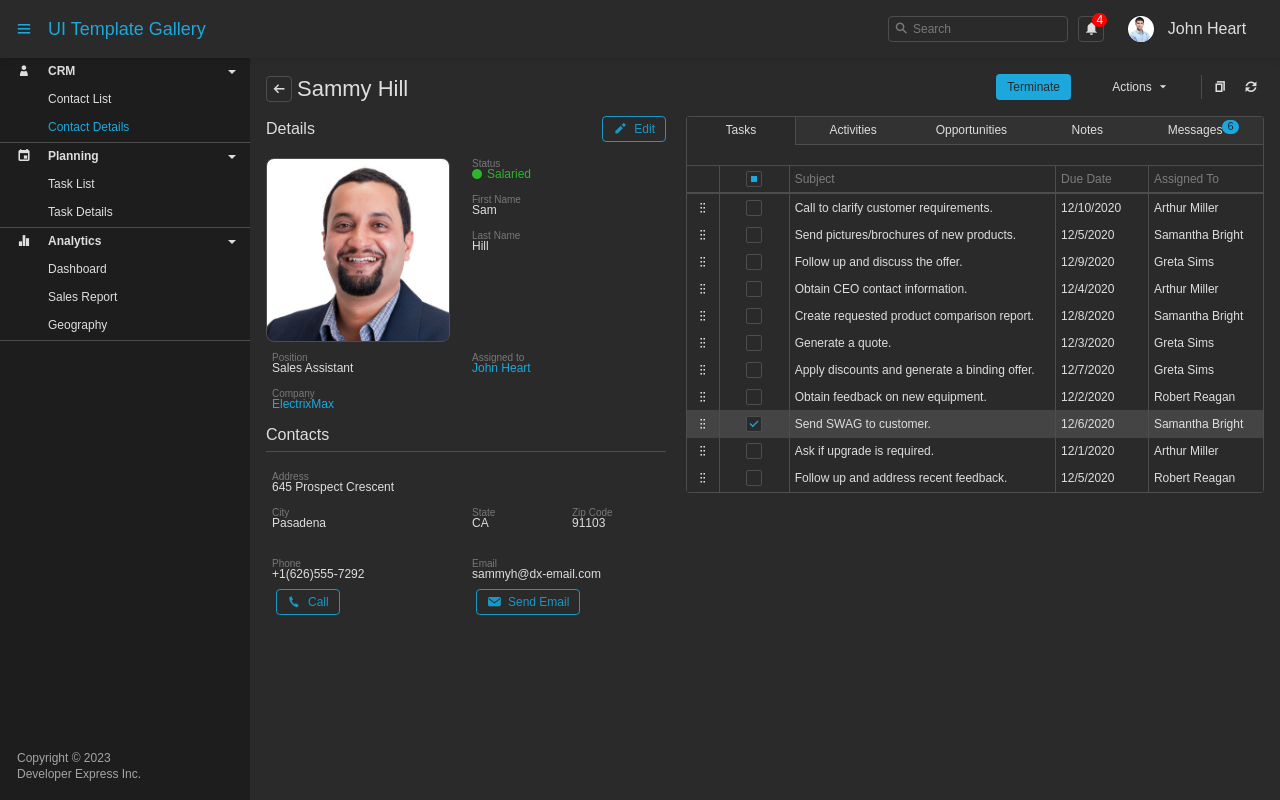 UI Template Gallery
Search
4
John Heart
CRM
Contact List
Contact Details
Planning
Task List
Task Details
Analytics
Dashboard
Sales Report
Geography
Copyright © 2023
Developer Express Inc.
Sammy Hill
Terminate
Actions
Details
Edit
Status
Salaried
First Name
Sam
Last Name
Hill
Position
Sales Assistant
Assigned to
John Heart
Company
ElectrixMax
Contacts
Address
645 Prospect Crescent
City
Pasadena
State
CA
Zip Code
91103
Phone
+1(626)555-7292
Email
sammyh@dx-email.com
Call
Send Email
Tasks Activities Opportunities Notes Messages 6
Subject Due Date Assigned To
Call to clarify customer requirements. 12/10/2020 Arthur Miller
Send pictures/brochures of new products. 12/5/2020 Samantha Bright
Follow up and discuss the offer. 12/9/2020 Greta Sims
Obtain CEO contact information. 12/4/2020 Arthur Miller
Create requested product comparison report. 12/8/2020 Samantha Bright
Generate a quote. 12/3/2020 Greta Sims
Apply discounts and generate a binding offer. 12/7/2020 Greta Sims
Obtain feedback on new equipment. 12/2/2020 Robert Reagan
Send SWAG to customer. 12/6/2020 Samantha Bright
Ask if upgrade is required. 12/1/2020 Arthur Miller
Follow up and address recent feedback. 12/5/2020 Robert Reagan